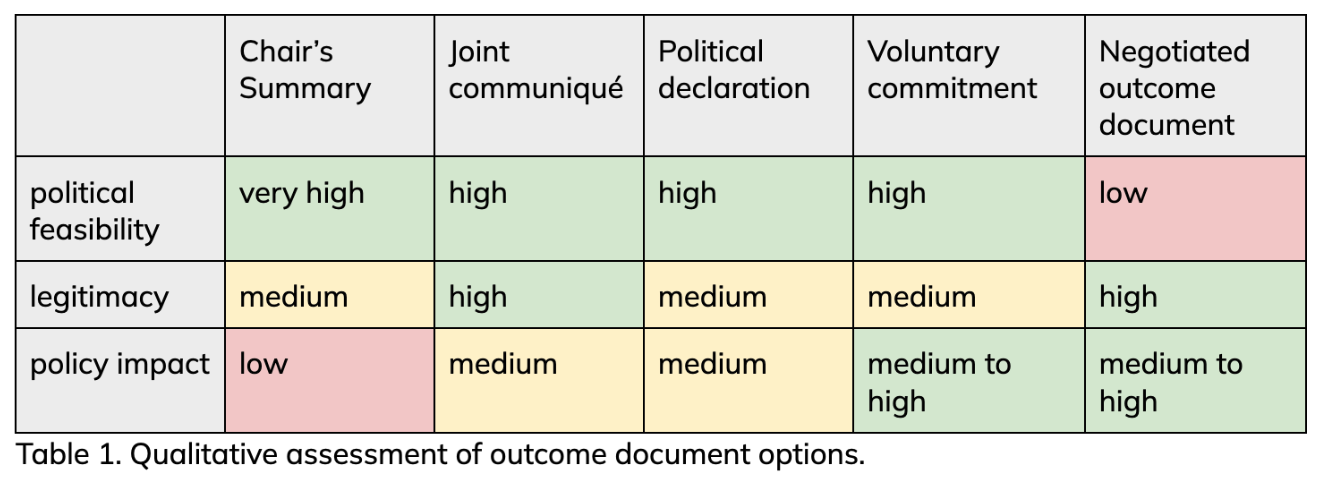 Chair’s Summary
Joint communiqué
Political declaration
Voluntary commitment
Negotiated outcome document
political feasibility
very high
high
high
high
low
legitimacy
medium
high
medium
medium
high
policy impact
low
medium
medium
medium to high
medium to high
Table 1. Qualitative assessment of outcome document options.